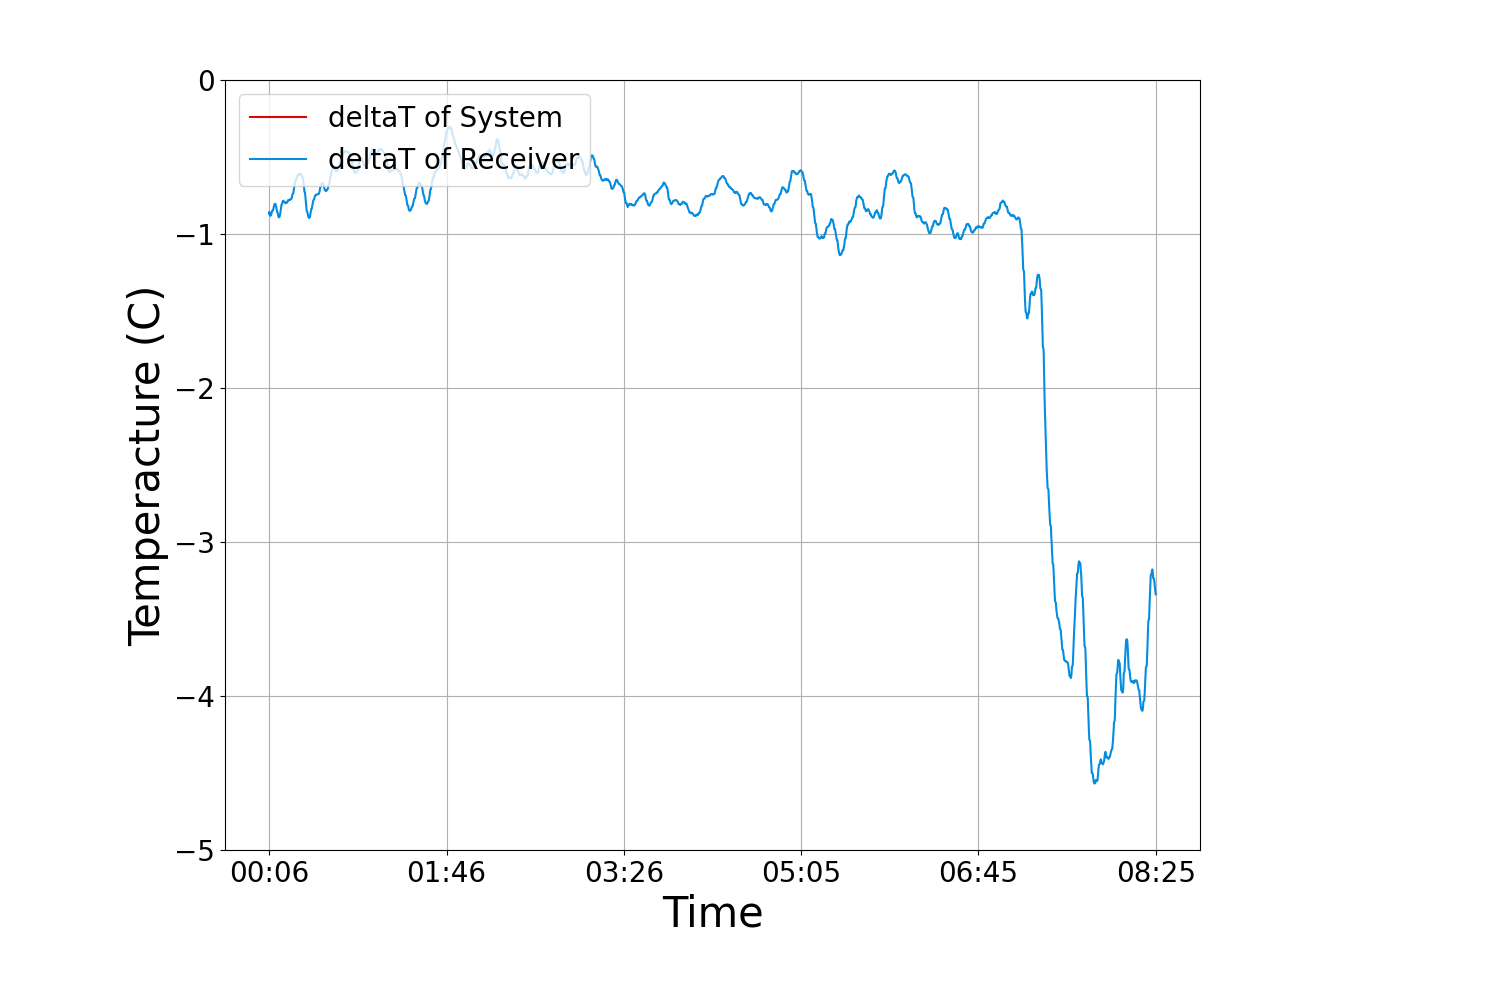 0
deltaT of System
deltaT of Receiver
−1
−2
−3
−4
−5
Temperacture (C)
00:06 01:46 03:26 05:05 06:45 08:25
Time